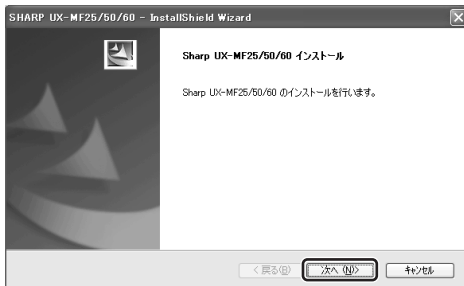 SHARP UX-MF25/50/60 - InstallShield Wizard
Sharp UX-MF25/50/60 インストール
Sharp UX-MF25/50/60 のインストールを行います。
< 戻る(B) 次へ (N)> キャンセル